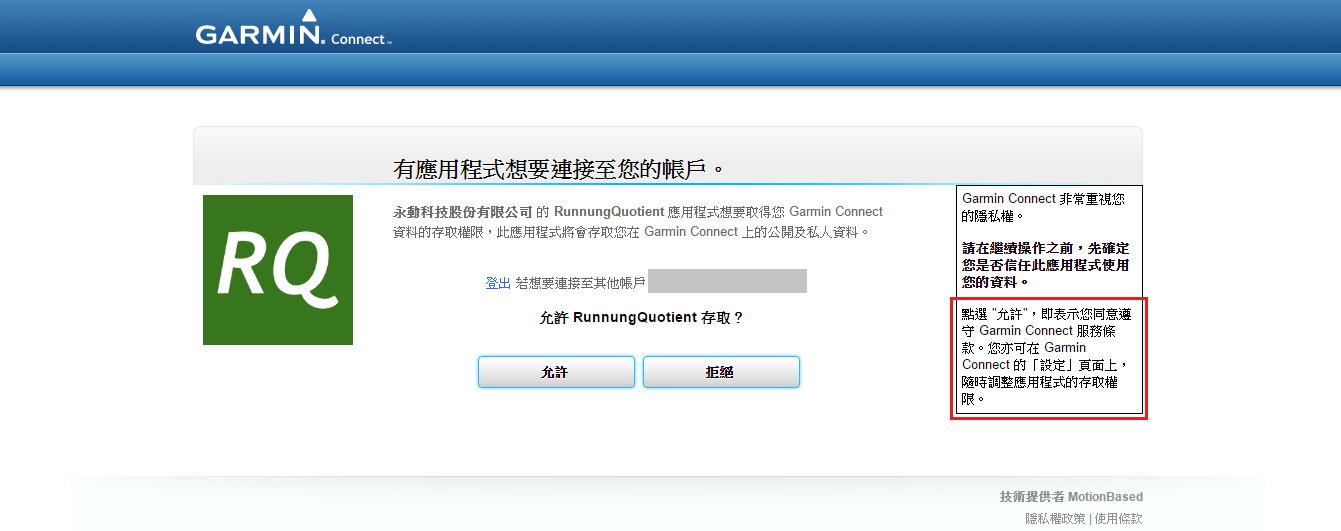 GARMIN® Connect™
有應用程式想要連接至您的帳戶。
RQ
永動科技股份有限公司 的 RunnungQuotient 應用程式想要取得您 Garmin Connect
資料的存取權限，此應用程式將會存取您在 Garmin Connect 上的公開及私人資料。
登出 若想要連接至其他帳戶
允許 RunnungQuotient 存取？
允許 拒絕
Garmin Connect 非常重視您
的隱私權。
請在繼續操作之前，先確定
您是否信任此應用程式使用
您的資料。
點選 "允許"，即表示您同意遵
守 Garmin Connect 服務條
款。您亦可在 Garmin
Connect 的「設定」頁面上，
隨時調整應用程式的存取權
限。
技術提供者 MotionBased
隱私權政策 | 使用條款